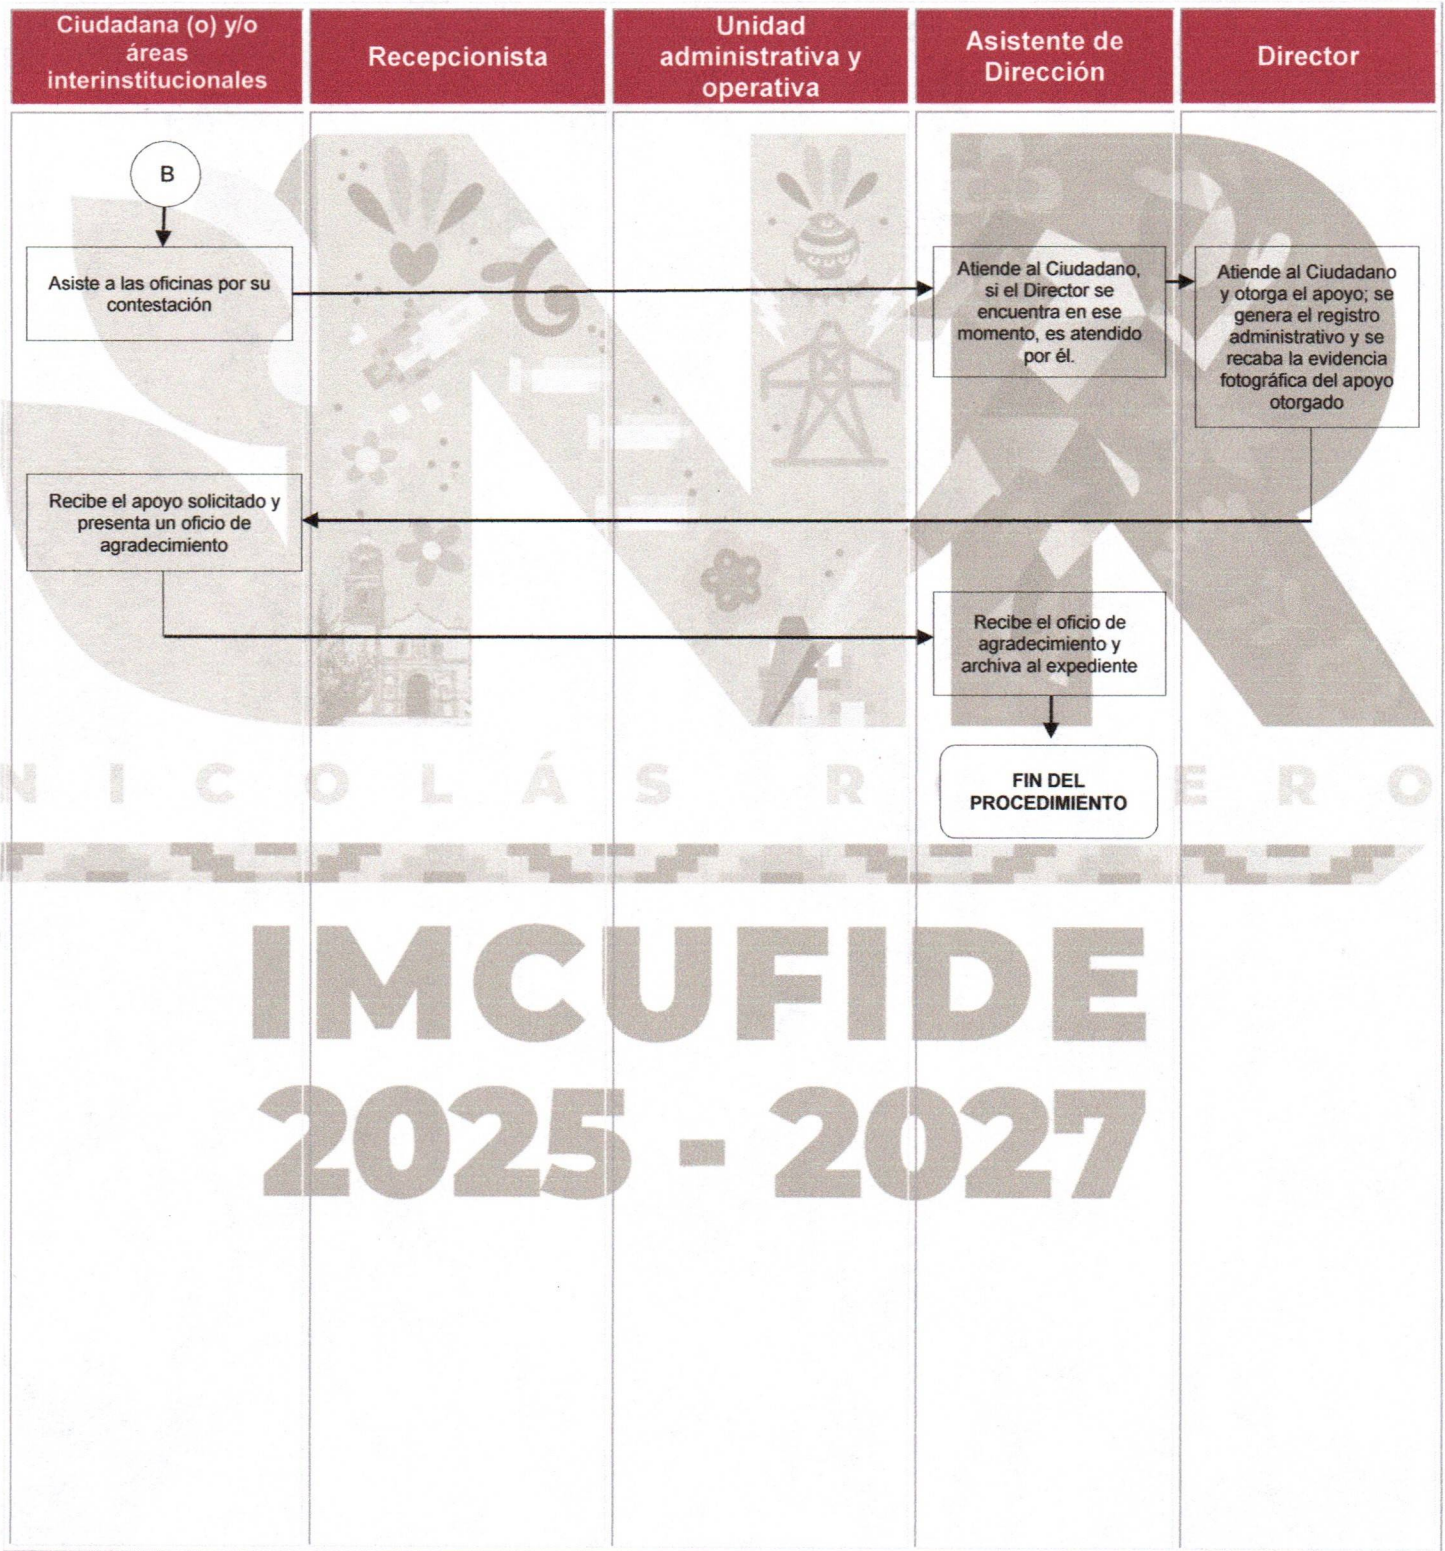 Ciudadana (o) y/o
áreas
interinstitucionales
Recepcionista
Unidad
administrativa y
operativa
Asistente de
Dirección
Director
B
Asiste a las oficinas por su
contestación
Atiende al Ciudadano,
si el Director se
encuentra en ese
momento, es atendido
por él.
Atiende al Ciudadano
y otorga el apoyo; se
genera el registro
administrativo y se
recaba la evidencia
fotográfica del apoyo
otorgado
Recibe el apoyo solicitado y
presenta un oficio de
agradecimiento
Recibe el oficio de
agradecimiento y
archiva al expediente
FIN DEL
PROCEDIMIENTO
SNR
NICOLÁS R ERO
IMCUFIDE
2025 - 2027